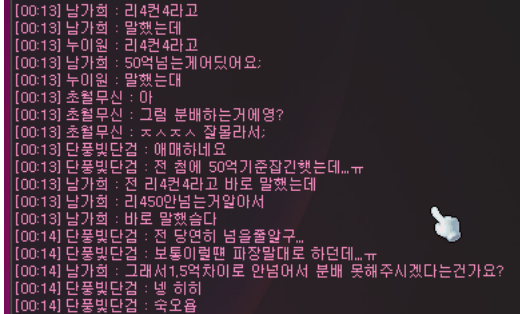 [00:13] 남가희 : 리4컨4라고
[00:13] 남가희 : 말했는데
[00:13] 누이원 : 리4컨4라고
[00:13] 남가희 : 50억넘는게어딨어요;
[00:13] 누이원 : 말했는대
[00:13] 초월무신 : 아
[00:13] 초월무신 : 그럼 분배하는거에영?
[00:13] 초월무신 : ㅈㅅㅈㅅ 잘몰라서;
[00:13] 단풍빛단검 : 애매하네요
[00:13] 단풍빛단검 : 전 첨에 50억기준잡긴햇는데...ㅠ
[00:13] 남가희 : 전 리4컨4라고 바로 말했는데
[00:13] 남가희 : 리450안넘는거알아서
[00:13] 남가희 : 바로 말했습다
[00:14] 단풍빛단검 : 전 당연히 넘을줄알구...
[00:14] 단풍빛단검 : 보통이럴땐 파장말대로 하던데...ㅠ
[00:14] 남가희 : 그래서1.5억차이로 안넘어서 분배 못해주시겠다는건가요?
[00:14] 단풍빛단검 : 넹 히히
[00:14] 단풍빛단검 : 숙오욥